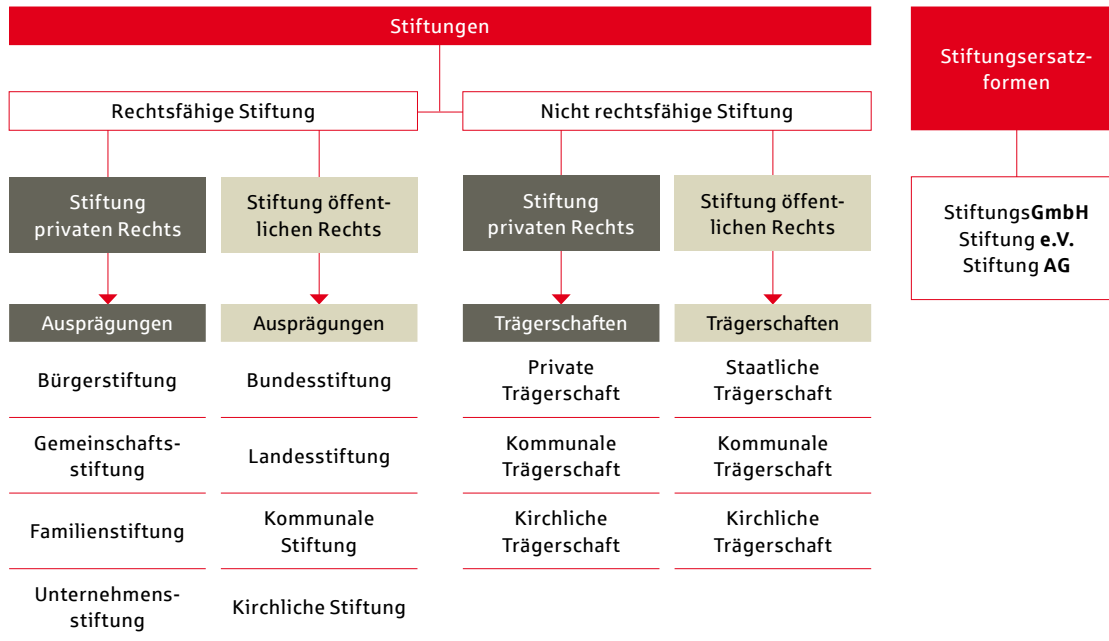 Stiftungen
Rechtsfähige Stiftung
Nicht rechtsfähige Stiftung
Stiftung
privaten Rechts
Stiftung öffent-
lichen Rechts
Stiftung
privaten Rechts
Stiftung öffent-
lichen Rechts
Ausprägungen
Ausprägungen
Trägerschaften
Trägerschaften
Bürgerstiftung
Bundesstiftung
Private
Trägerschaft
Staatliche
Trägerschaft
Gemeinschafts-
stiftung
Landesstiftung
Kommunale
Trägerschaft
Kommunale
Trägerschaft
Familienstiftung
Kommunale
Stiftung
Kirchliche
Trägerschaft
Kirchliche
Trägerschaft
Unternehmens-
stiftung
Kirchliche Stiftung
Stiftungsersatz-
formen
StiftungsGmbH
Stiftung e.V.
Stiftung AG